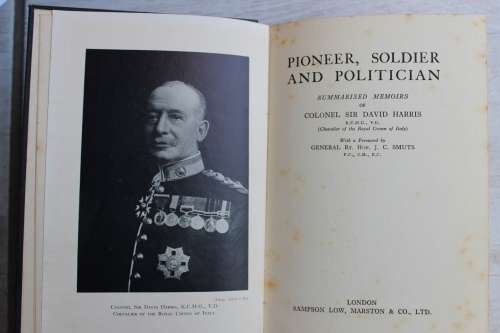 COLONEL SIR DAVID HARRIS, K.C.M.G., V.D.
CHEVALIER OF THE ROYAL CROWN OF ITALY
PIONEER, SOLDIER
AND POLITICIAN
SUMMARISED MEMOIRS
OF
COLONEL SIR DAVID HARRIS
K.C.M.G., V.D.
(Chevalier of the Royal Crown of Italy)
With a Foreword by
GENERAL RT. HON. J. C. SMUTS
P.C., C.H., K.C.
LONDON
SAMPSON LOW, MARSTON & CO., LTD.